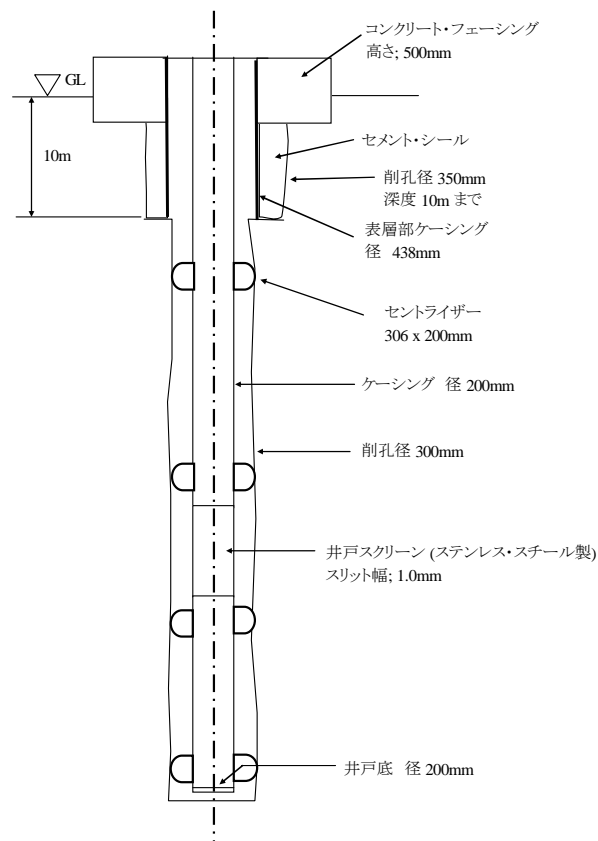 コンクリート・フェーシング
高さ; 500mm
GL
セメント・シール
10m
削孔径 350mm
深度 10m まで
表層部ケーシング
径 438mm
セントライザー
306 x 200mm
ケーシング 径 200mm
削孔径 300mm
井戸スクリーン (ステンレス・スチール製)
スリット幅; 1.0mm
井戸底 径 200mm